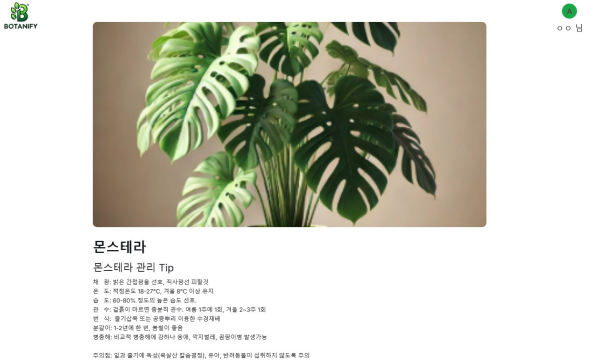 BOTANIFY
A
ㅇㅇ 님
몬스테라
몬스테라 관리 Tip
채 광: 밝은 간접광을 선호, 직사광선 피할것
온 도: 적정온도 18-27°C, 겨울 8°C 이상 유지
습 도: 60-80% 정도의 높은 습도 선호.
관 수: 겉흙이 마르면 충분히 관수. 여름 1주에 1회, 겨울 2~3주 1회
번 식: 줄기삽목 또는 공중뿌리 이용한 수경재배
분갈이: 1-2년에 한 번, 봄철이 좋음
병충해: 비교적 병충해에 강하나 응애, 깍지벌레, 곰팡이병 발생가능
주의점: 잎과 줄기에 독성(옥살산 칼슘결정), 유아, 반려동물이 섭취하지 않도록 주의